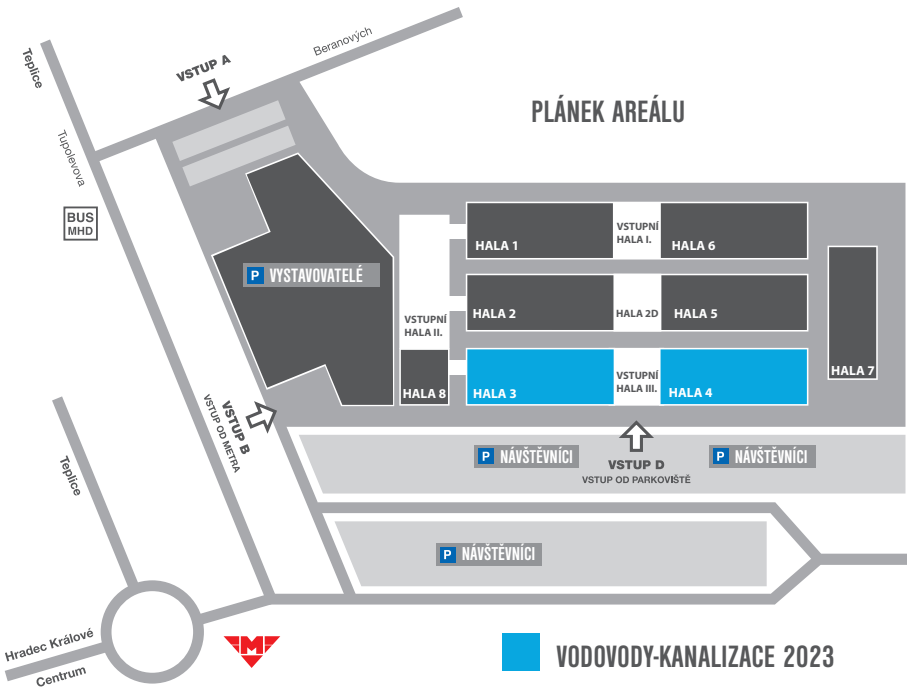 Beranových
Teplice
VSTUP A
PLÁNEK AREÁLU
Tupolevova
BUS
MHD
P VYSTAVOVATELÉ
VSTUPNÍ
HALA II.
HALA 8
HALA 1
VSTUPNÍ
HALA I.
HALA 6
HALA 2
HALA 2D
HALA 5
HALA 3
VSTUPNÍ
HALA III.
HALA 4
HALA 7
VSTUP B
VSTUP OD METRA
P NÁVŠTĚVNÍCI
VSTUP D
VSTUP OD PARKOVIŠTĚ
P NÁVŠTĚVNÍCI
Teplice
P NÁVŠTĚVNÍCI
Hradec Králové
Centrum
M
VODOVODY-KANALIZACE 2023